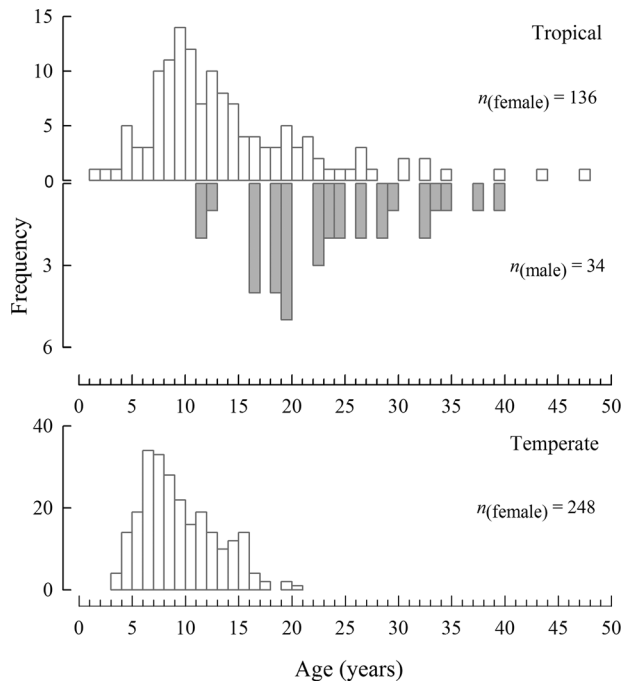 15
Tropical
10
n(female) = 136
5
0
Frequency
3
n(male) = 34
6
0 5 10 15 20 25 30 35 40 45 50
40
Temperate
n(female) = 248
20
0
0 5 10 15 20 25 30 35 40 45 50
Age (years)